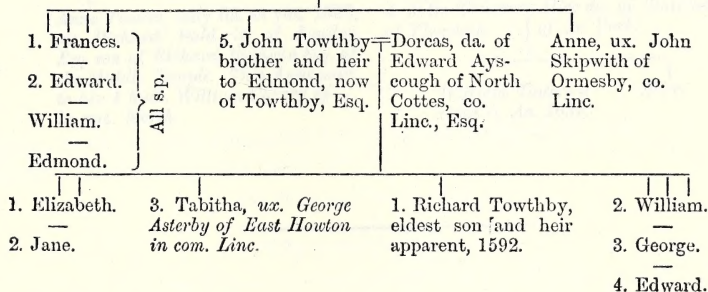 1. Frances.
—
2. Edward.
—
William.
—
Edmond.
All s.p.
5. John Towthby
brother and heir
to Edmond, now
of Towthby, Esq.
Dorcas, da. of
Edward Ays-
cough of North
Cottes, co.
Linc., Esq.
Anne, ux. John
Skipwith of
Ormesby, co.
Linc.
1. Elizabeth.
—
2. Jane.
3. Tabitha, ux. George
Asterby of East Howton
in com. Linc.
1. Richard Towthby,
eldest son and heir
apparent, 1592.
2. William.
—
3. George.
—
4. Edward.